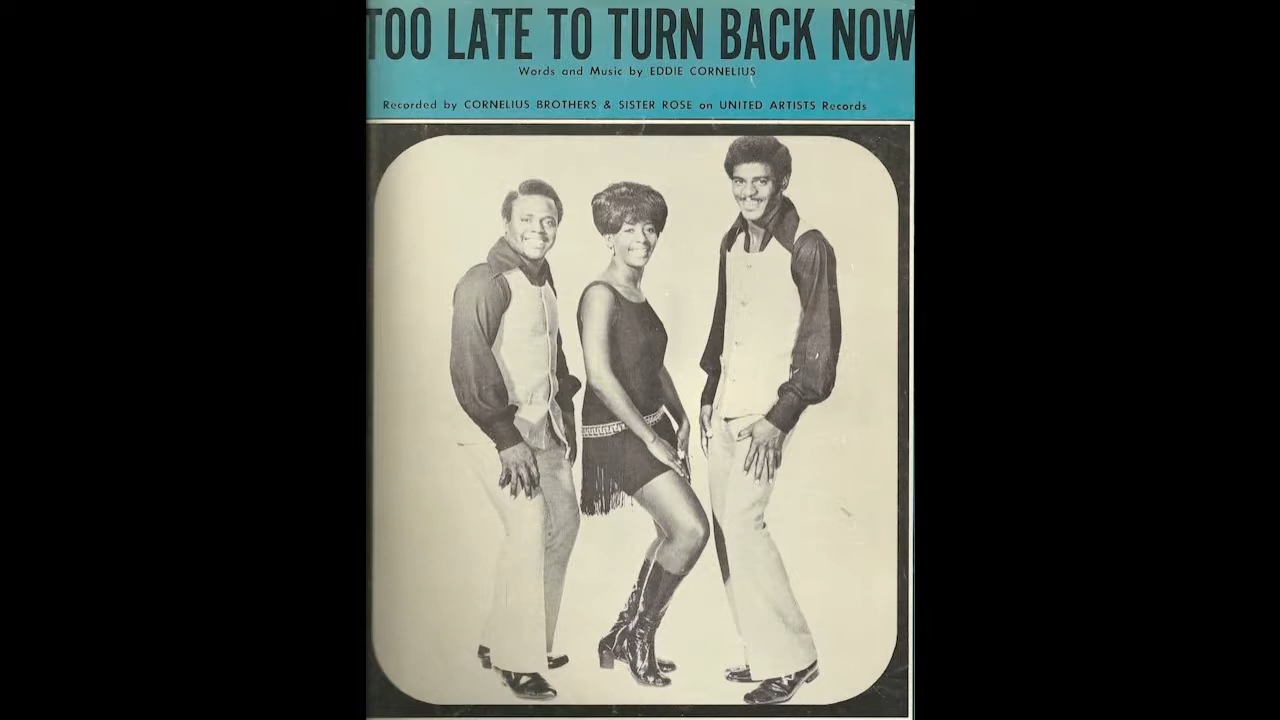 TOO LATE TO TURN BACK NOW
Words and Music by EDDIE CORNELIUS
Recorded by CORNELIUS BROTHERS & SISTER ROSE on UNITED ARTISTS Records